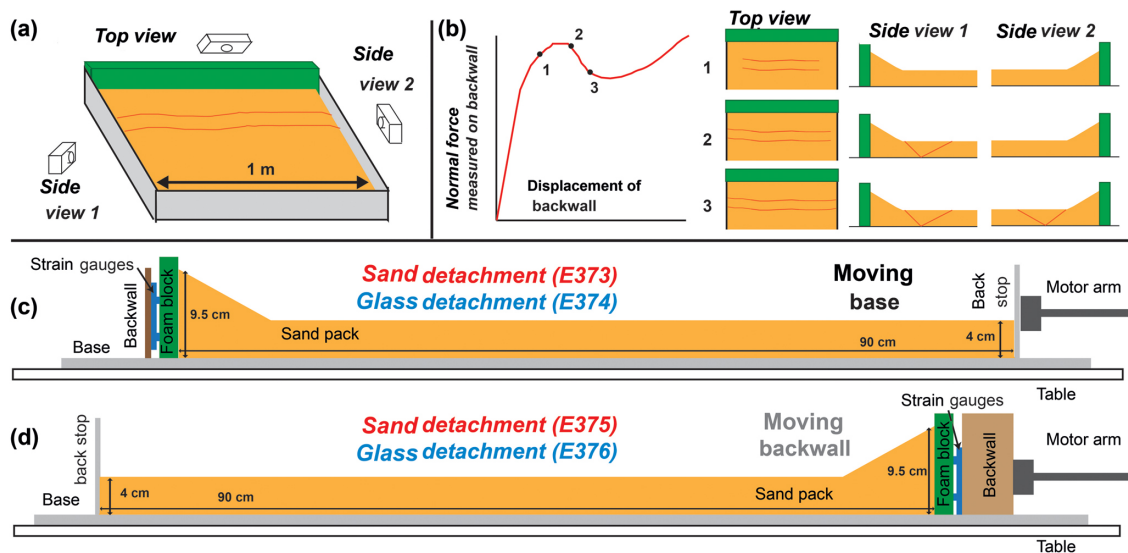 (a)
Top view
Side
view 2
1 m
Side
view 1
(b)
Normal force
measured on backwall
1
2
3
Displacement of
backwall
Top view
Side view 1
Side view 2
1
2
3
(c)
Strain gauges
Backwall
Foam block
9.5 cm
Sand detachment (E373)
Glass detachment (E374)
Moving
base
Back
stop
Motor arm
Sand pack
90 cm
4 cm
Base
Table
(d)
back stop
Sand detachment (E375)
Glass detachment (E376)
Moving
backwall
Strain gauges
Foam block
Backwall
Motor arm
9.5 cm
4 cm
90 cm
Sand pack
Base
Table